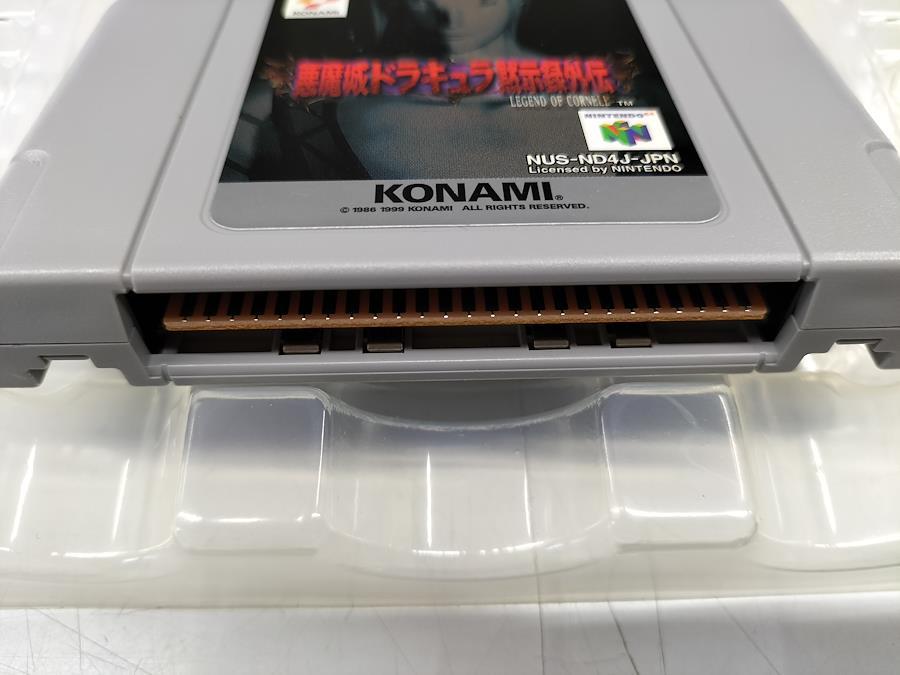 KONAMI
悪魔城ドラキュラ黙示録外伝
LEGEND OF CORNELL ™
NINTENDO64
NUS-ND4J-JPN
Licensed by NINTENDO
KONAMI®
© 1986 1999 KONAMI ALL RIGHTS RESERVED.